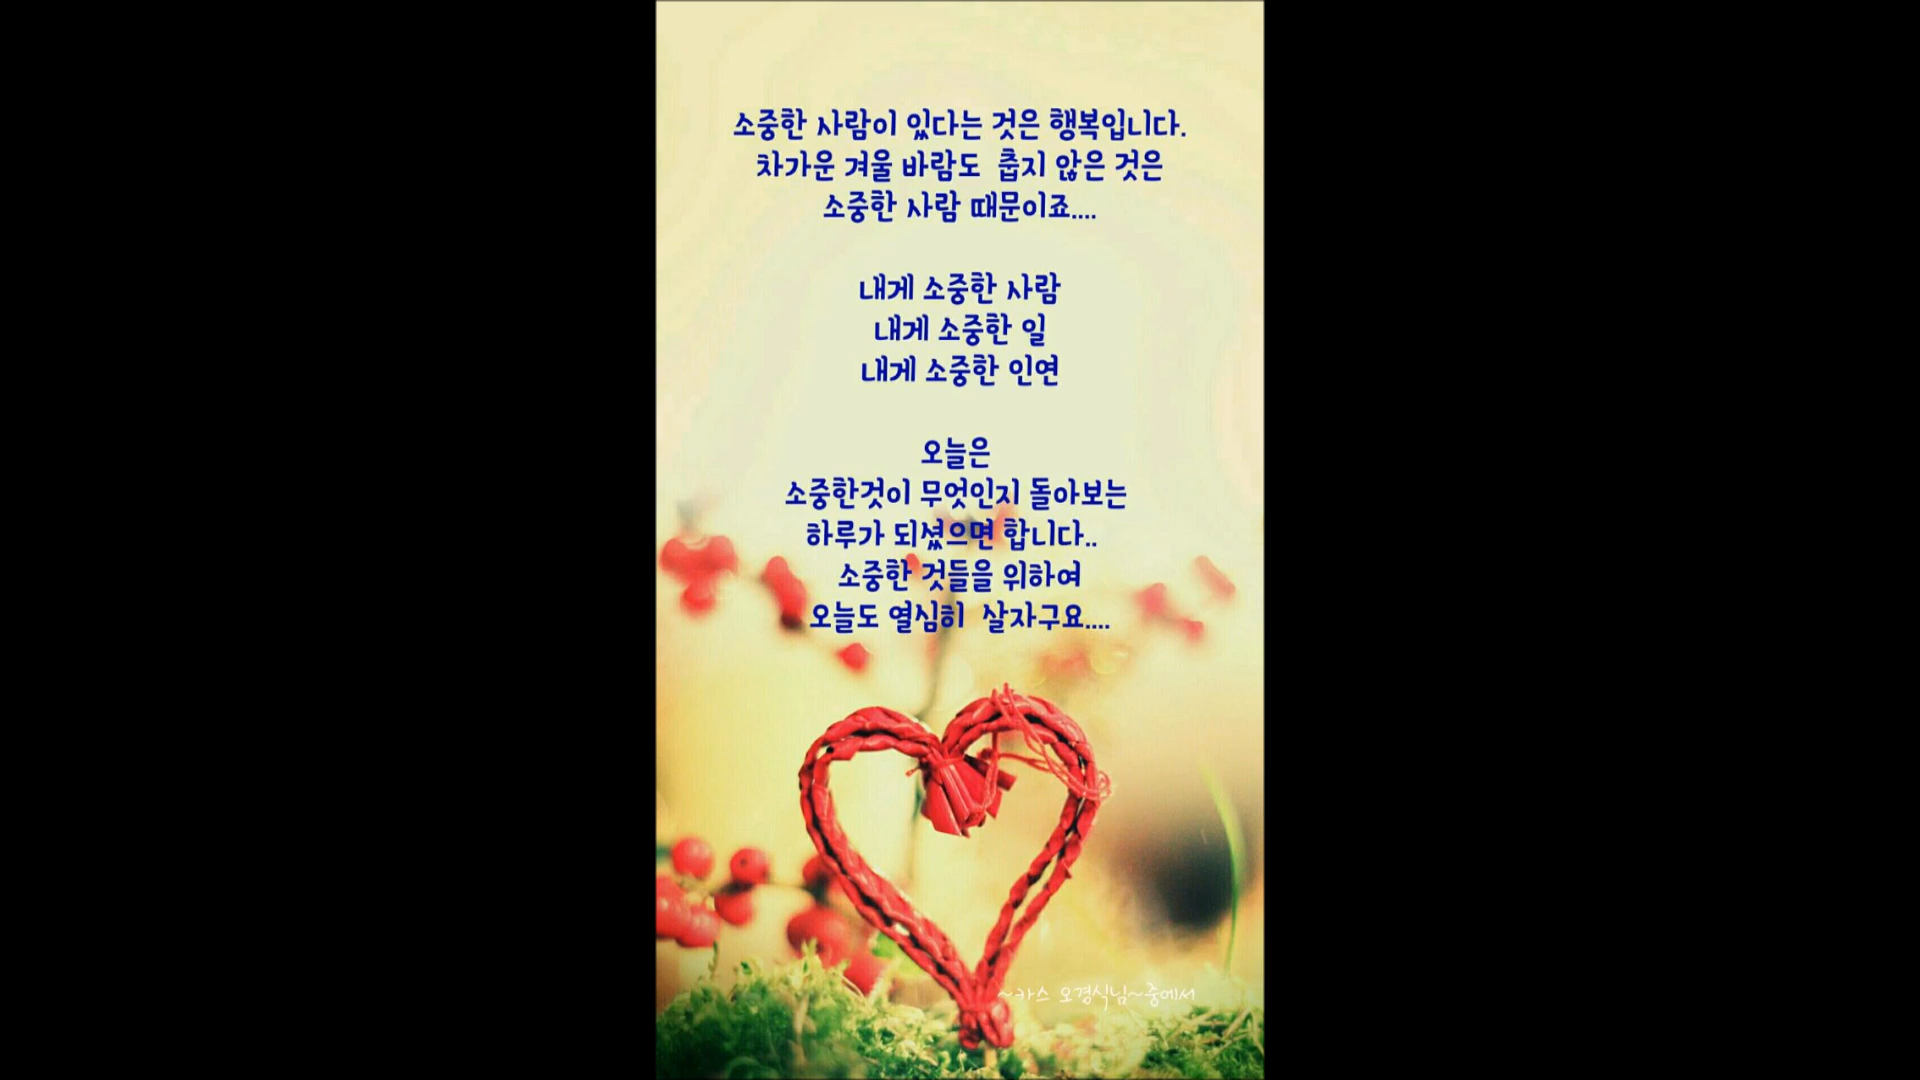 소중한 사람이 있다는 것은 행복입니다.
차가운 겨울 바람도 춥지 않은 것은
소중한 사람 때문이죠....
내게 소중한 사람
내게 소중한 일
내게 소중한 인연
오늘은
소중한것이 무엇인지 돌아보는
하루가 되셨으면 합니다..
소중한 것들을 위하여
오늘도 열심히 살자구요....
~카스 오경식님~중에서